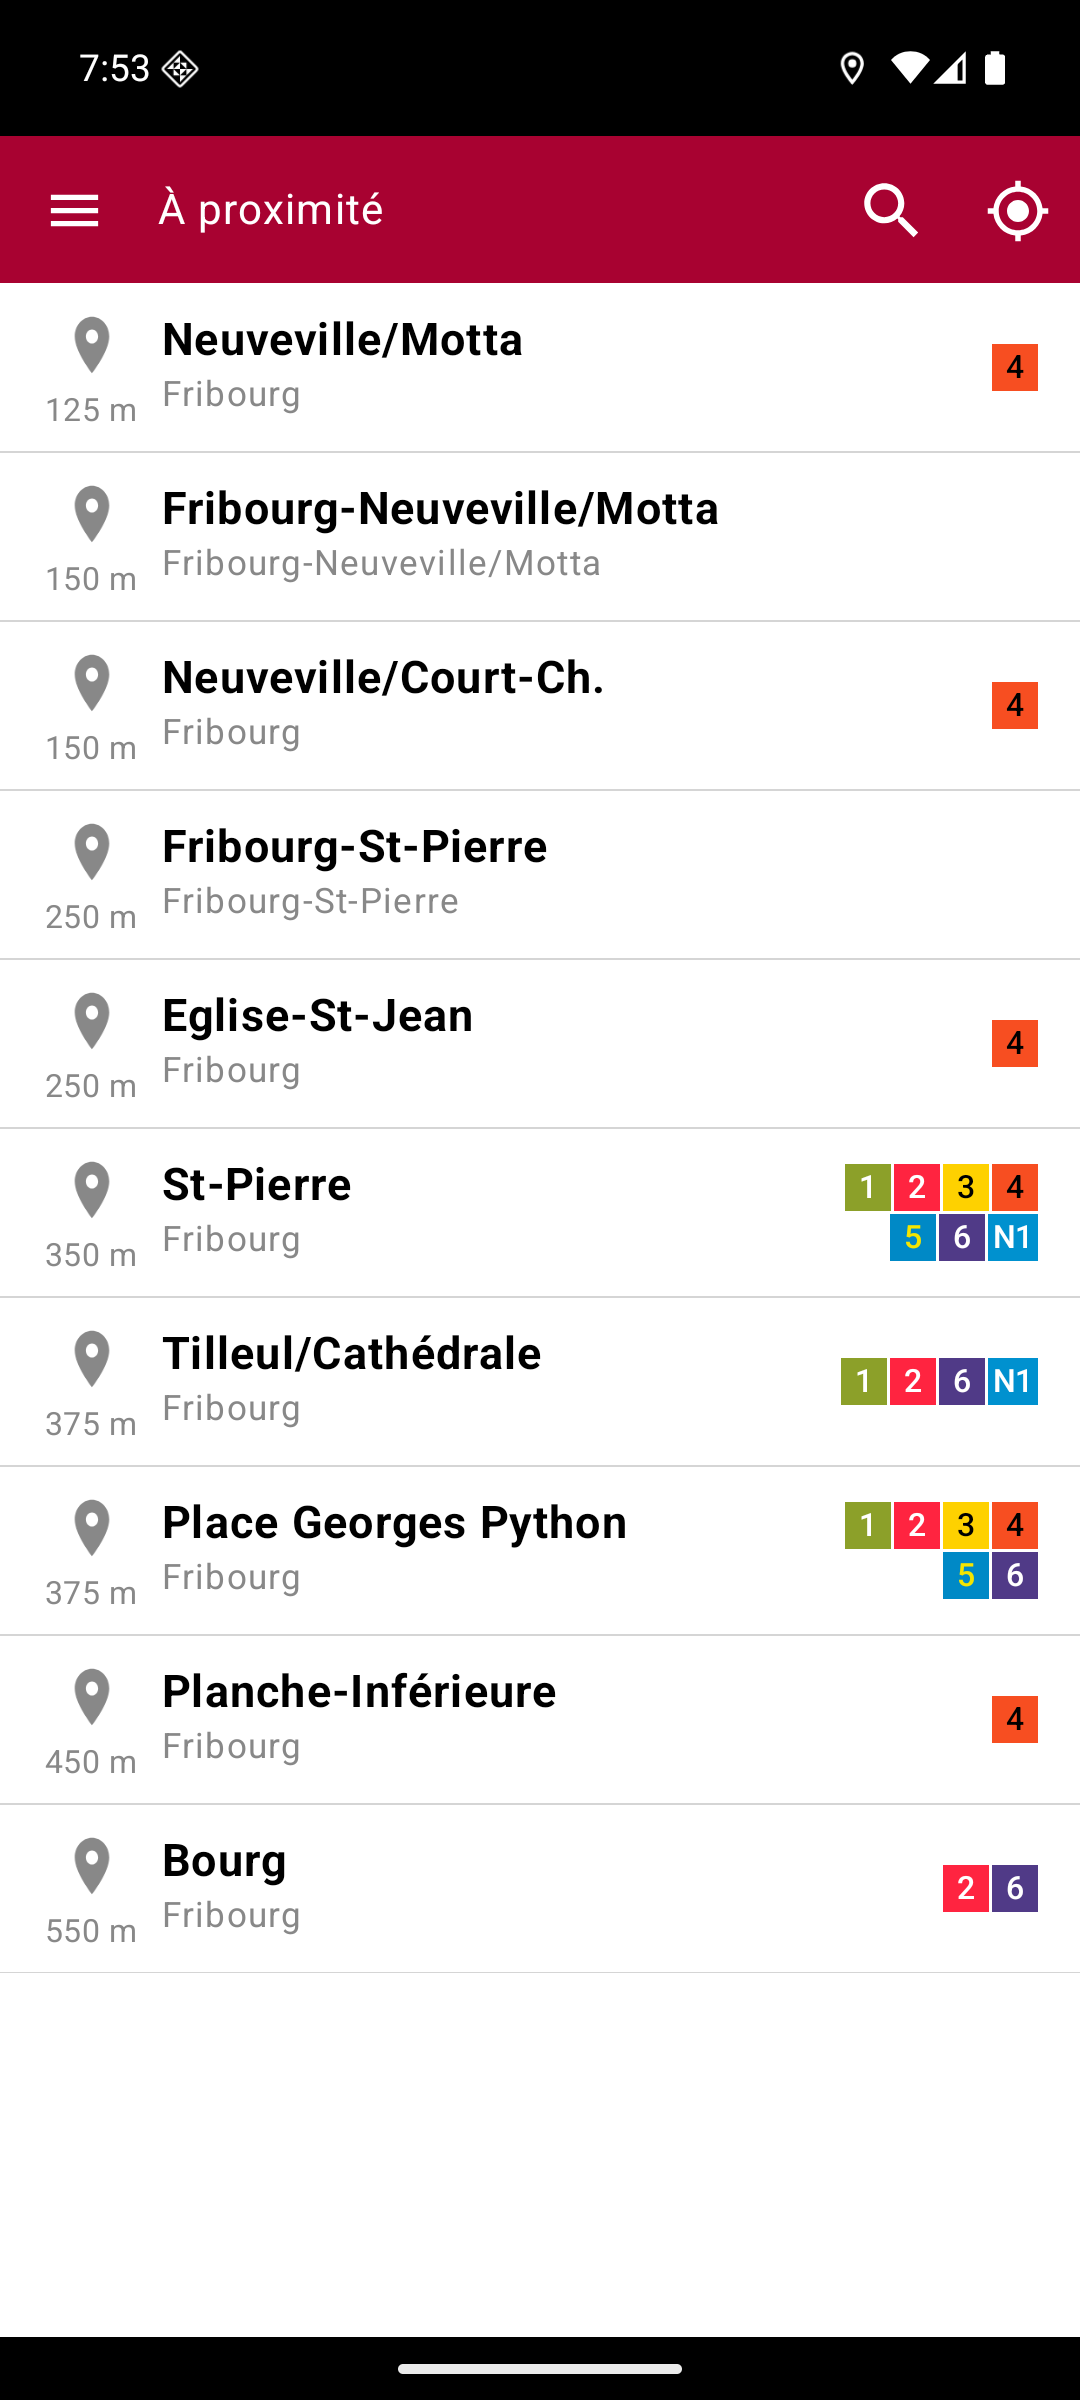 7:53
À proximité
Neuveville/Motta
Fribourg
125 m
4
Fribourg-Neuveville/Motta
Fribourg-Neuveville/Motta
150 m
Neuveville/Court-Ch.
Fribourg
150 m
4
Fribourg-St-Pierre
Fribourg-St-Pierre
250 m
Eglise-St-Jean
Fribourg
250 m
4
St-Pierre
Fribourg
350 m
1 2 3 4
5 6 N1
Tilleul/Cathédrale
Fribourg
375 m
1 2 6 N1
Place Georges Python
Fribourg
375 m
1 2 3 4
5 6
Planche-Inférieure
Fribourg
450 m
4
Bourg
Fribourg
550 m
2 6